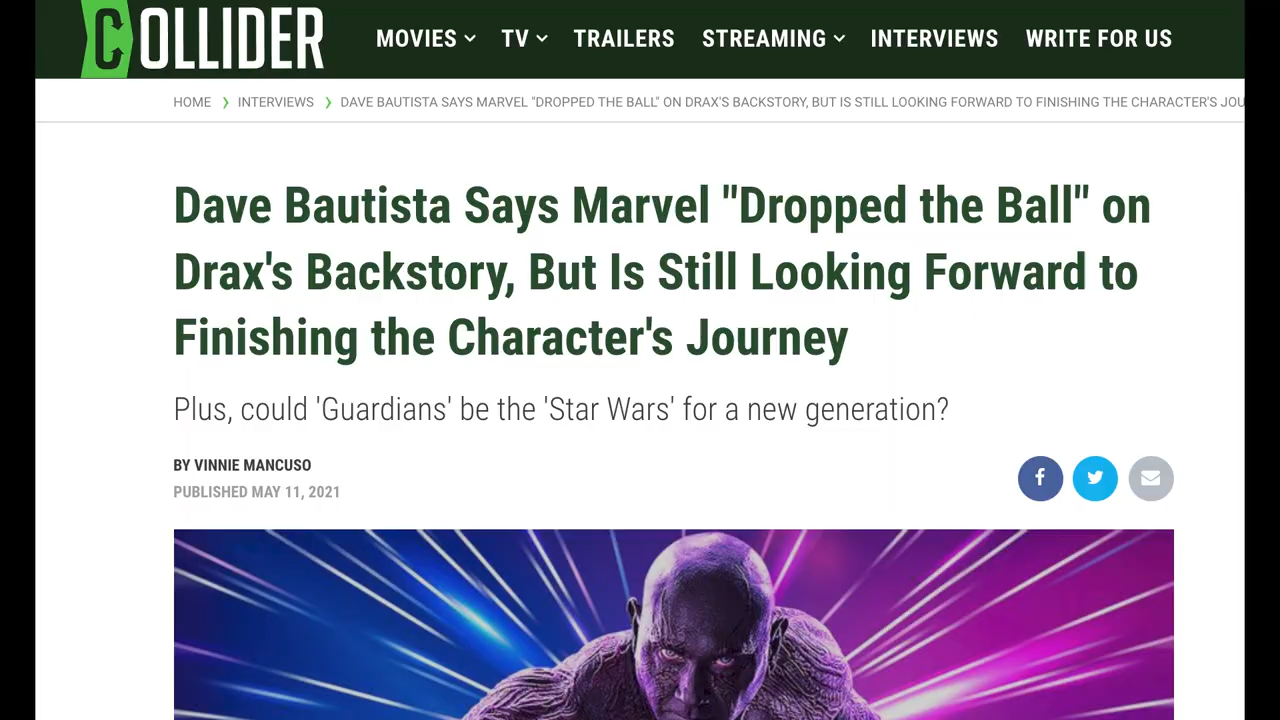 COLLIDER MOVIES TV TRAILERS STREAMING INTERVIEWS WRITE FOR US
HOME INTERVIEWS DAVE BAUTISTA SAYS MARVEL "DROPPED THE BALL" ON DRAX'S BACKSTORY, BUT IS STILL LOOKING FORWARD TO FINISHING THE CHARACTER'S JOU
Dave Bautista Says Marvel "Dropped the Ball" on
Drax's Backstory, But Is Still Looking Forward to
Finishing the Character's Journey
Plus, could 'Guardians' be the 'Star Wars' for a new generation?
BY VINNIE MANCUSO
PUBLISHED MAY 11, 2021